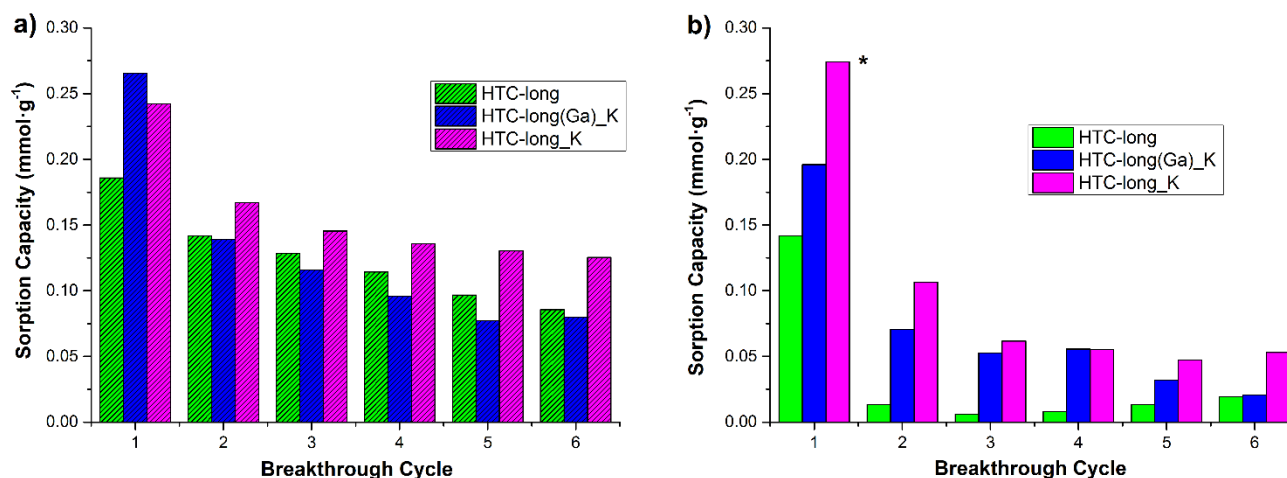 a)
Sorption Capacity (mmol·g⁻¹)
0.30
0.25
0.20
0.15
0.10
0.05
0.00
HTC-long
HTC-long(Ga)_K
HTC-long_K
1 2 3 4 5 6
Breakthrough Cycle
b)
Sorption Capacity (mmol·g⁻¹)
0.30
0.25
0.20
0.15
0.10
0.05
0.00
*
HTC-long
HTC-long(Ga)_K
HTC-long_K
1 2 3 4 5 6
Breakthrough Cycle